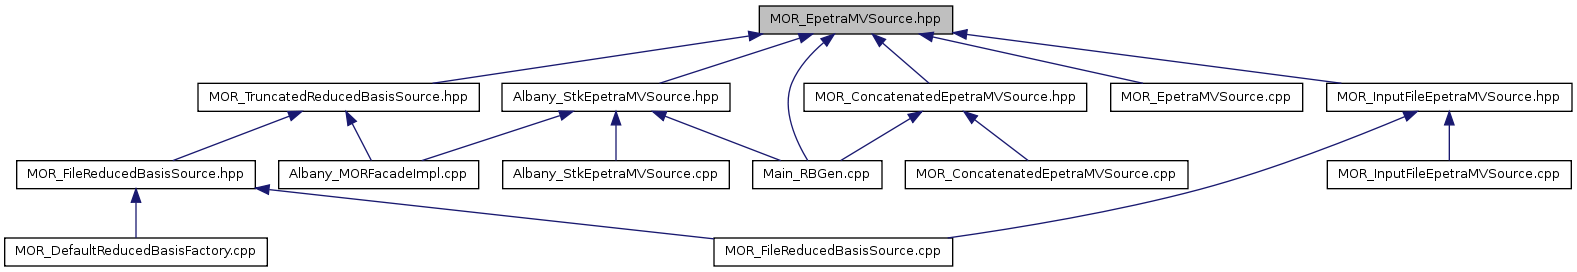 MOR_EpetraMVSource.hpp
MOR_TruncatedReducedBasisSource.hpp
Albany_StkEpetraMVSource.hpp
MOR_ConcatenatedEpetraMVSource.hpp
MOR_EpetraMVSource.cpp
MOR_InputFileEpetraMVSource.hpp
MOR_FileReducedBasisSource.hpp
Albany_MORFacadeImpl.cpp
Albany_StkEpetraMVSource.cpp
Main_RBGen.cpp
MOR_ConcatenatedEpetraMVSource.cpp
MOR_InputFileEpetraMVSource.cpp
MOR_DefaultReducedBasisFactory.cpp
MOR_FileReducedBasisSource.cpp